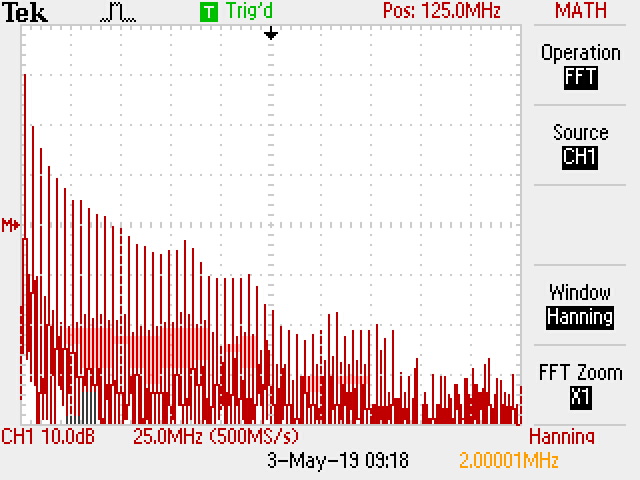 Tek T Trig'd Pos: 125.0MHz MATH
Operation
FFT
Source
CH1
M
Window
Hanning
FFT Zoom
X1
CH1 10.0dB 25.0MHz (500MS/s) Hanning
3-May-19 09:18 2.00001MHz